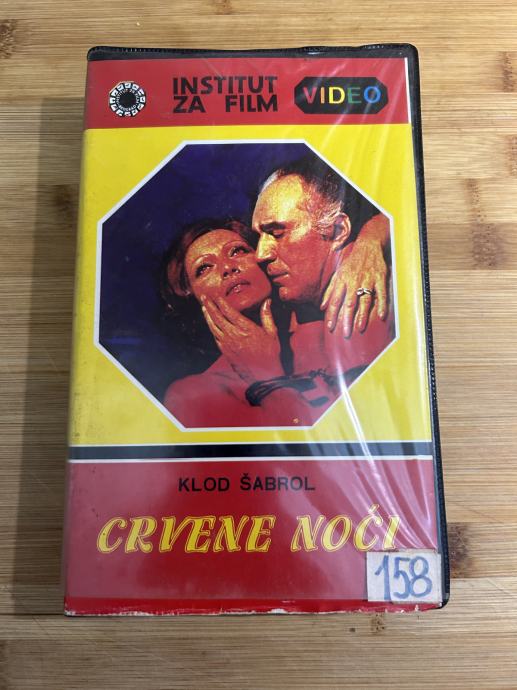 INSTITUT
ZA FILM
VIDEO
KLOD ŠABROL
CRVENE NOĆI
158